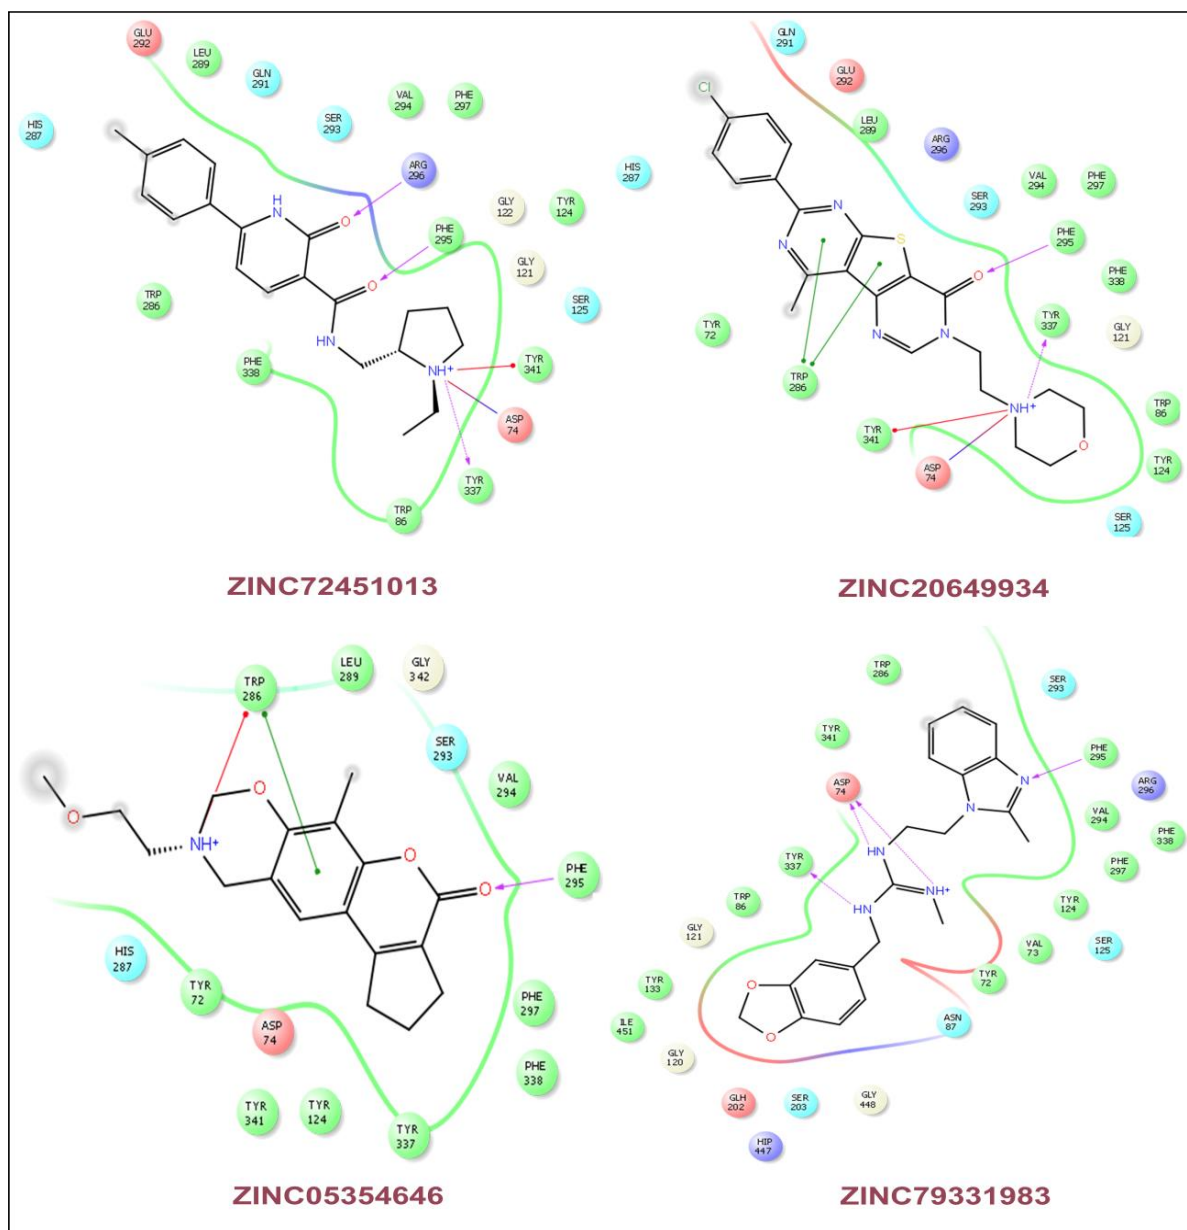 GLU
292
LEU
289
GLN
291
SER
293
VAL
294
PHE
297
HIS
287
ARG
296
GLY
122
TYR
124
PHE
295
GLY
121
SER
125
TRP
286
PHE
338
TYR
341
ASP
74
TYR
337
TRP
86
H
N
O
O
HN
NH+
ZINC72451013
GLN
291
GLU
292
Cl
LEU
289
ARG
296
HIS
287
SER
293
VAL
294
PHE
297
PHE
295
PHE
338
TYR
337
GLY
121
TYR
72
TRP
286
TYR
341
ASP
74
TRP
86
TYR
124
SER
125
N
N
S
O
N
N
NH+
O
ZINC20649934
TRP
286
LEU
289
GLY
342
SER
293
VAL
294
PHE
295
HIS
287
TYR
72
ASP
74
TYR
341
TYR
124
TYR
337
PHE
297
PHE
338
O
O
NH+
O
O
ZINC05354646
TRP
286
SER
293
TYR
341
ASP
74
PHE
295
ARG
296
VAL
294
PHE
338
PHE
297
TYR
337
TRP
86
GLY
121
TYR
124
SER
125
VAL
73
TYR
72
TYR
133
ILE
451
GLY
120
ASN
87
GLH
202
SER
203
GLY
448
HIP
447
N
N
HN
NH+
HN
O
O
ZINC79331983